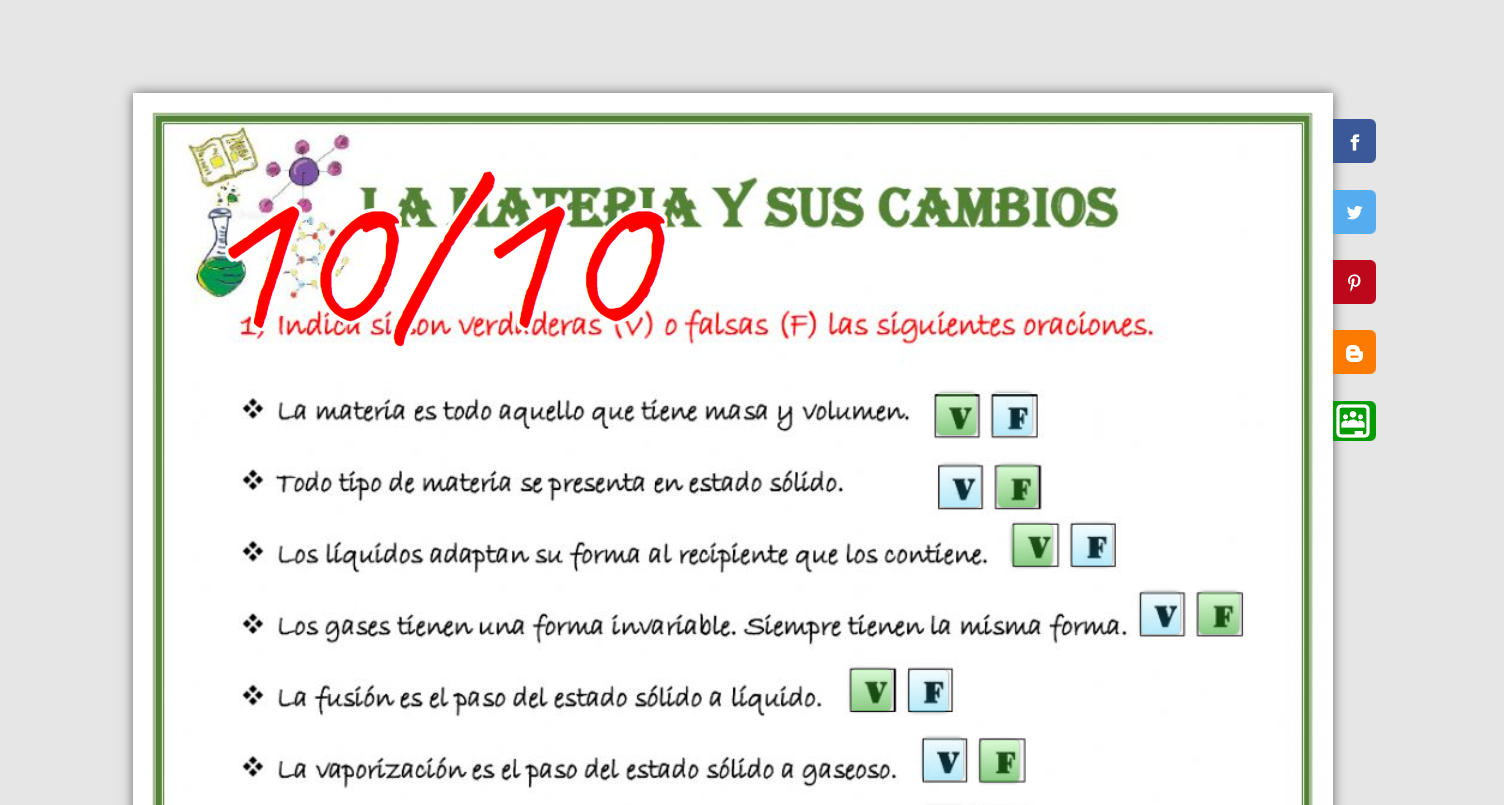 LA MATERIA Y SUS CAMBIOS
10/10
1, Indica si son verdaderas (V) o falsas (F) las siguientes oraciones.
❖ La materia es todo aquello que tiene masa y volumen. V F
❖ Todo tipo de materia se presenta en estado sólido. V F
❖ Los líquidos adaptan su forma al recipiente que los contiene. V F
❖ Los gases tienen una forma invariable. Siempre tienen la misma forma. V F
❖ La fusión es el paso del estado sólido a líquido. V F
❖ La vaporización es el paso del estado sólido a gaseoso. V F